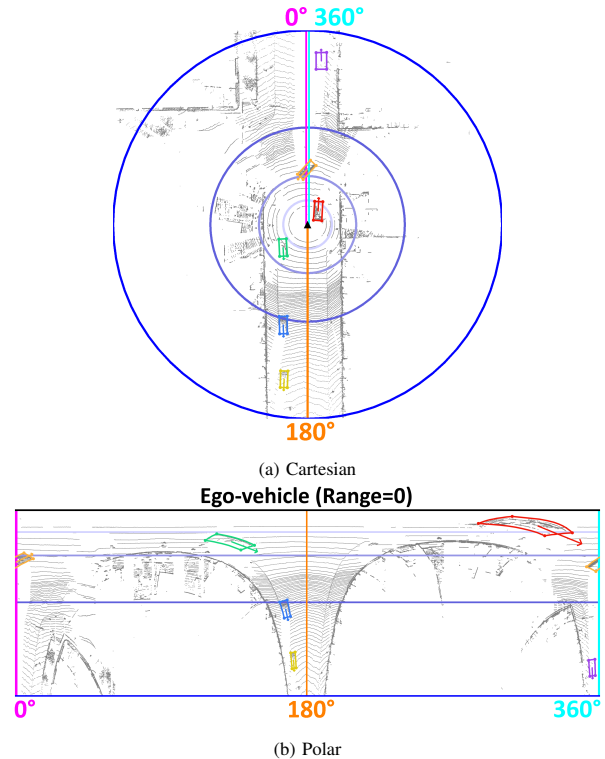 0° 360°
180°
(a) Cartesian
Ego-vehicle (Range=0)
0° 180° 360°
(b) Polar